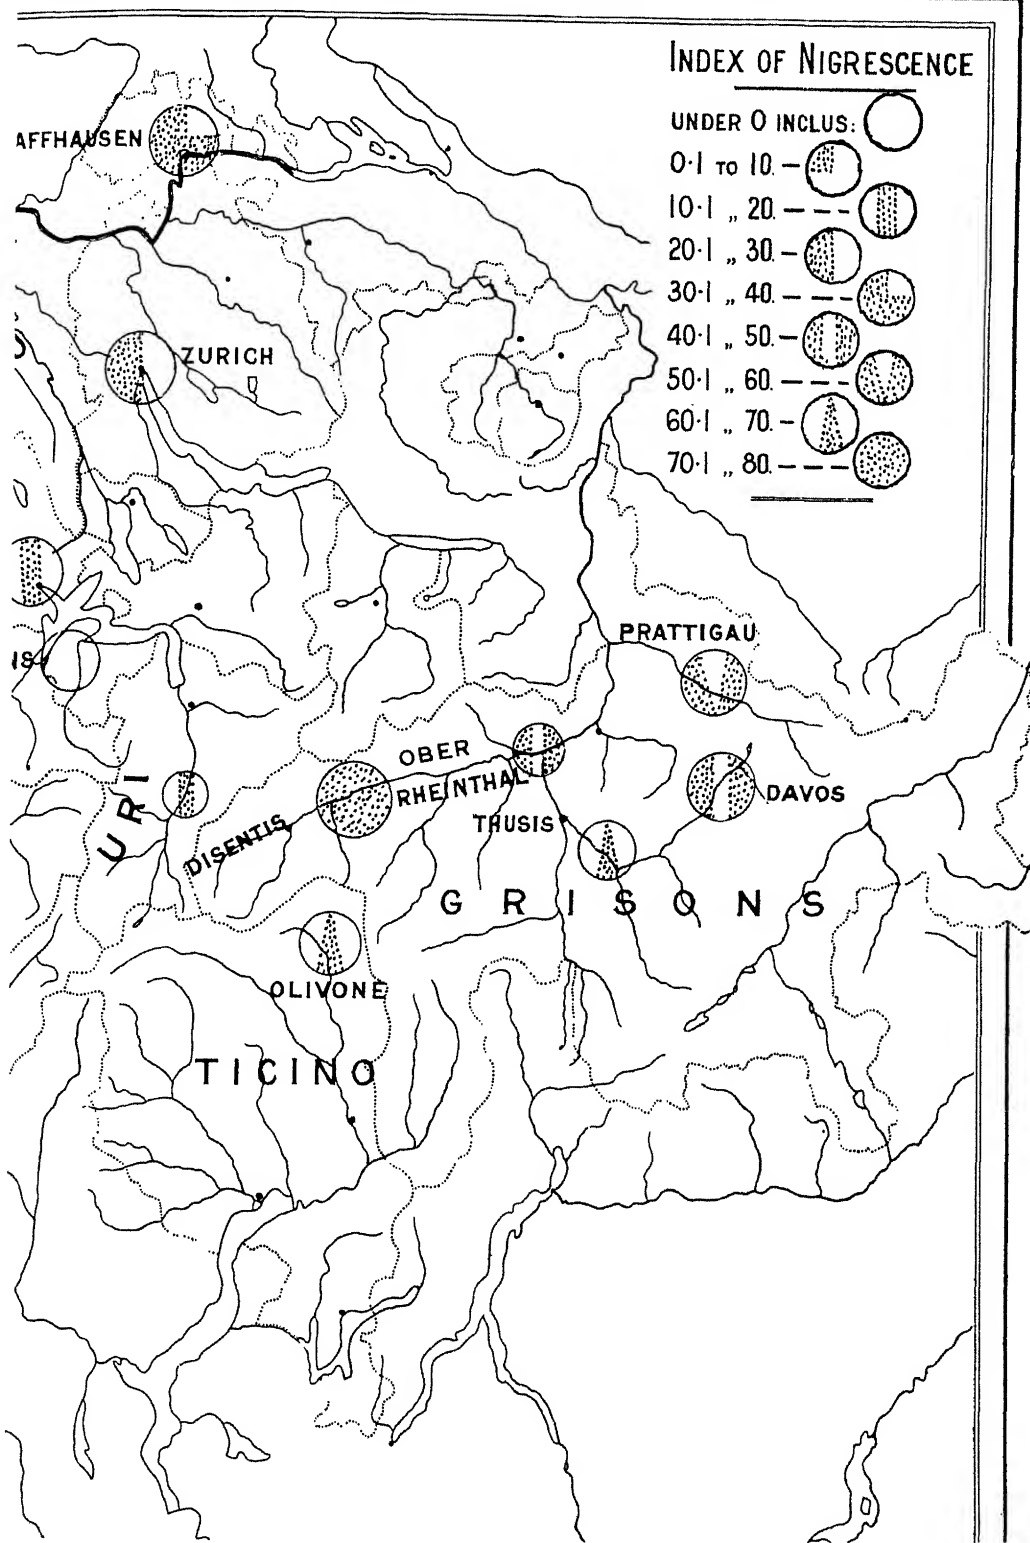 INDEX OF NIGRESCENCE
UNDER 0 INCLUS:
0·1 TO 10. –
10·1 „ 20. – – –
20·1 „ 30. –
30·1 „ 40. – – –
40·1 „ 50. –
50·1 „ 60. – – –
60·1 „ 70. –
70·1 „ 80. – – –
AFFHAUSEN
ZURICH
IS
PRATTIGAU
URI
OBER
RHEINTHAL
DISENTIS
THUSIS
DAVOS
GRISONS
OLIVONE
TICINO